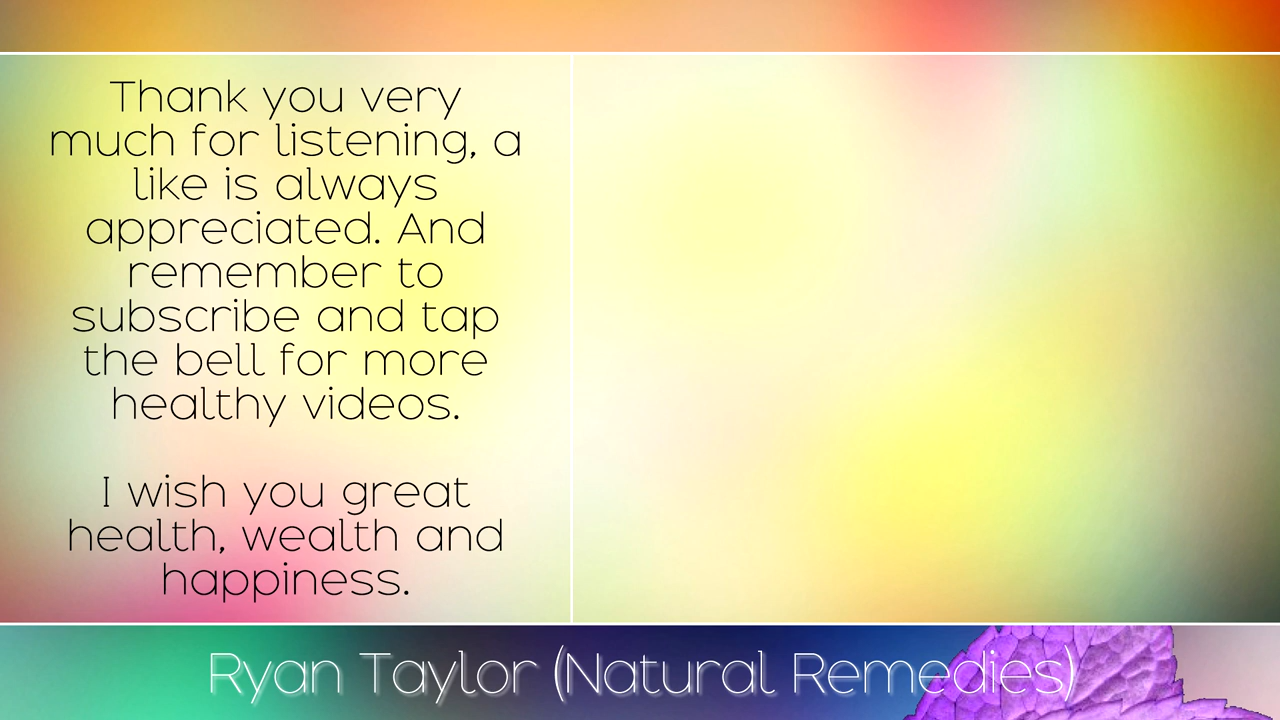 Thank you very
much for listening, a
like is always
appreciated. And
remember to
subscribe and tap
the bell for more
healthy videos.
I wish you great
health, wealth and
happiness.
Ryan Taylor (Natural Remedies)